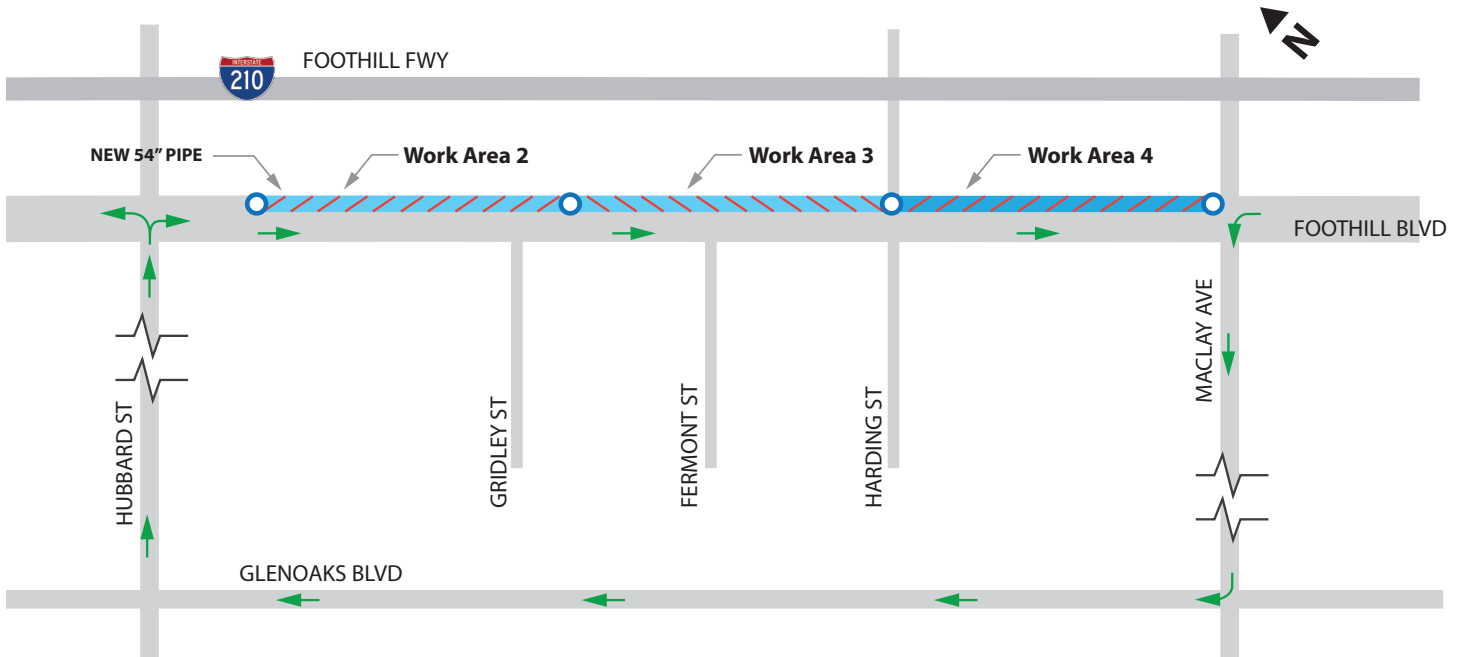 N
INTERSTATE
210
FOOTHILL FWY
NEW 54” PIPE
Work Area 2
Work Area 3
Work Area 4
FOOTHILL BLVD
HUBBARD ST
GRIDLEY ST
FERMONT ST
HARDING ST
MACLAY AVE
GLENOAKS BLVD